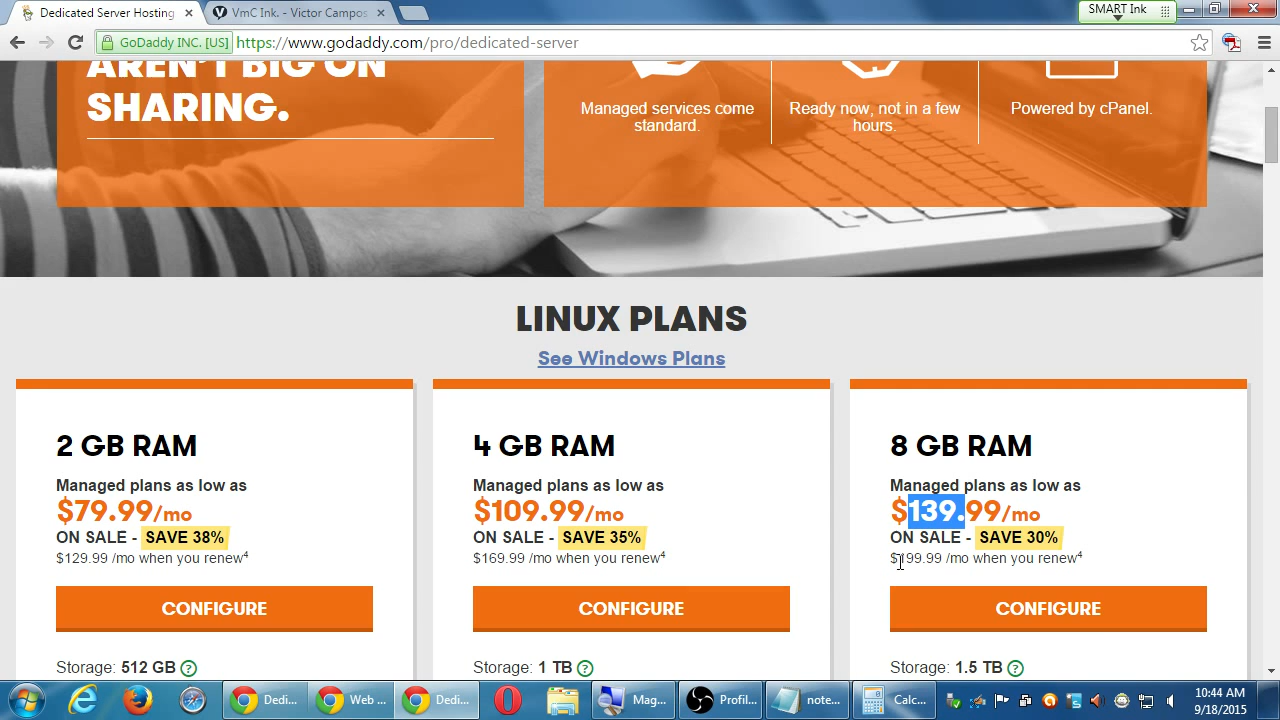 Dedicated Server Hosting
VmC Ink. - Victor Campos
SMART Ink
GoDaddy INC. [US]
https://www.godaddy.com/pro/dedicated-server
AREN'T BIG ON
SHARING.
Managed services come
standard.
Ready now, not in a few
hours.
Powered by cPanel.
LINUX PLANS
See Windows Plans
2 GB RAM
Managed plans as low as
$79.99/mo
ON SALE - SAVE 38%
$129.99 /mo when you renew4
CONFIGURE
Storage: 512 GB ?
4 GB RAM
Managed plans as low as
$109.99/mo
ON SALE - SAVE 35%
$169.99 /mo when you renew4
CONFIGURE
Storage: 1 TB ?
8 GB RAM
Managed plans as low as
$139.99/mo
ON SALE - SAVE 30%
$199.99 /mo when you renew4
CONFIGURE
Storage: 1.5 TB ?
Dedi...
Web ...
Dedi...
Mag...
Profil...
note...
Calc...
10:44 AM
9/18/2015